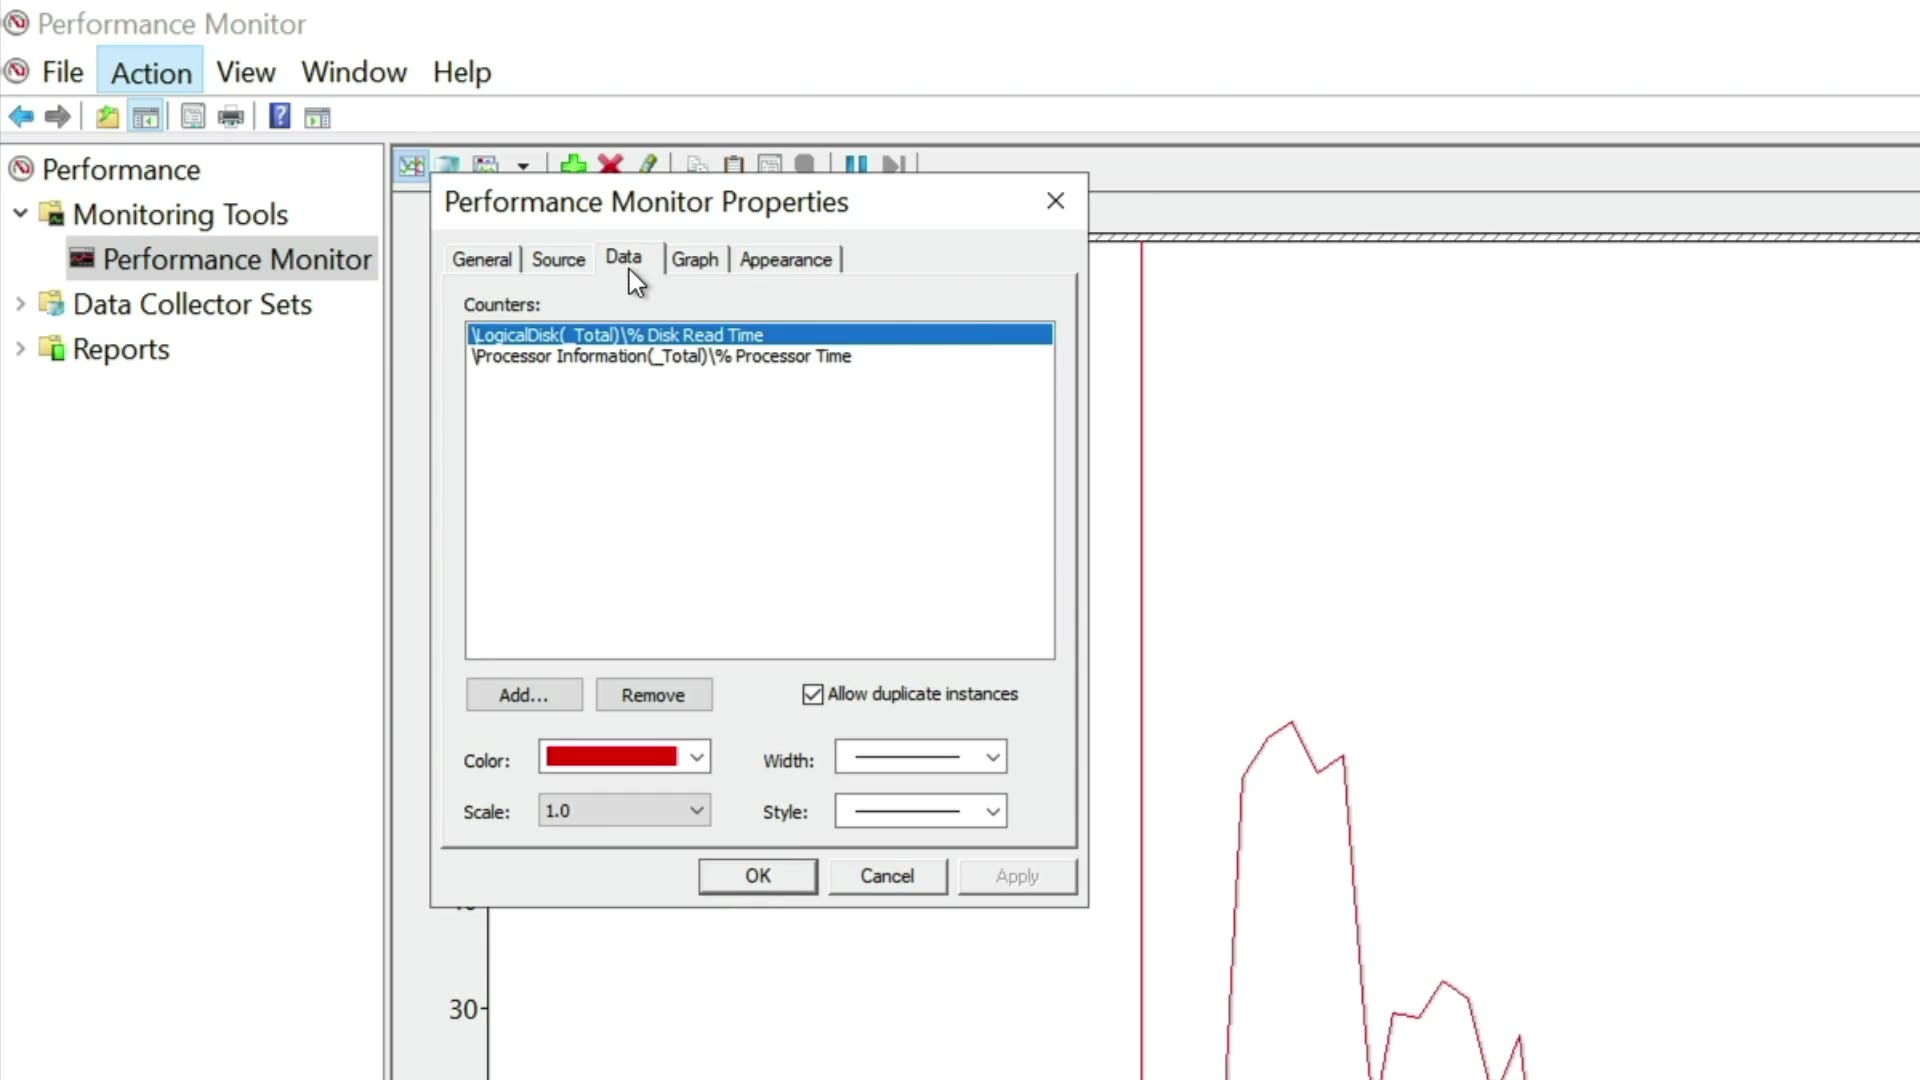 Performance Monitor
File Action View Window Help
Performance
Monitoring Tools
Performance Monitor
Data Collector Sets
Reports
Performance Monitor Properties
General Source Data Graph Appearance
Counters:
\LogicalDisk(_Total)\% Disk Read Time
\Processor Information(_Total)\% Processor Time
Add... Remove Allow duplicate instances
Color: Width:
Scale: 1.0 Style:
OK Cancel Apply
30